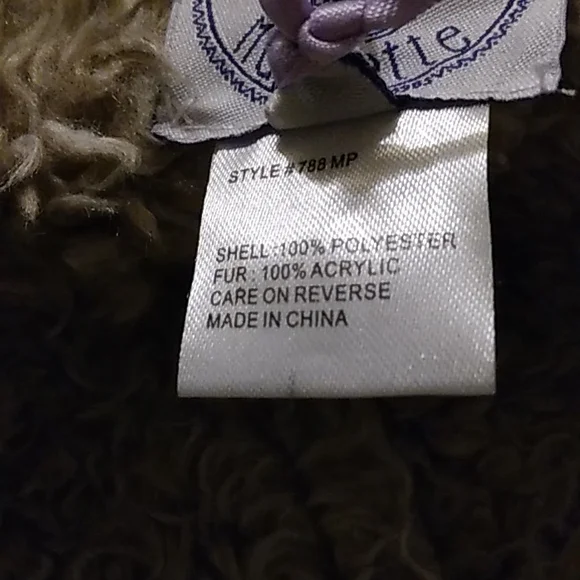 STYLE #788 MP
SHELL :100% POLYESTER
FUR : 100% ACRYLIC
CARE ON REVERSE
MADE IN CHINA